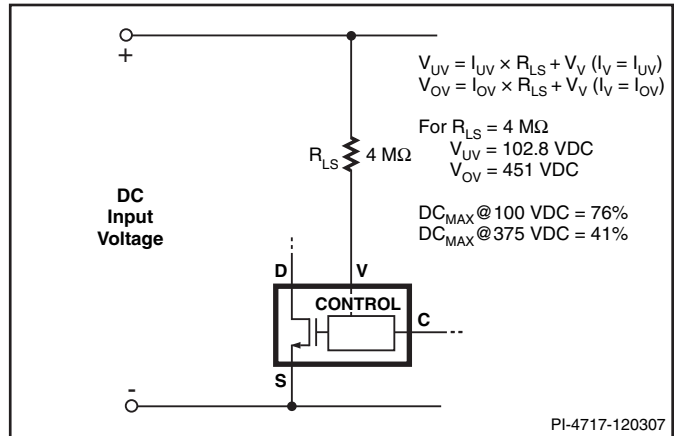 +
V_UV = I_UV × R_LS + V_V (I_V = I_UV)
V_OV = I_OV × R_LS + V_V (I_V = I_OV)
For R_LS = 4 MΩ
V_UV = 102.8 VDC
V_OV = 451 VDC
DC_MAX@100 VDC = 76%
DC_MAX@375 VDC = 41%
R_LS 4 MΩ
DC
Input
Voltage
D V
CONTROL
C
S
-
PI-4717-120307